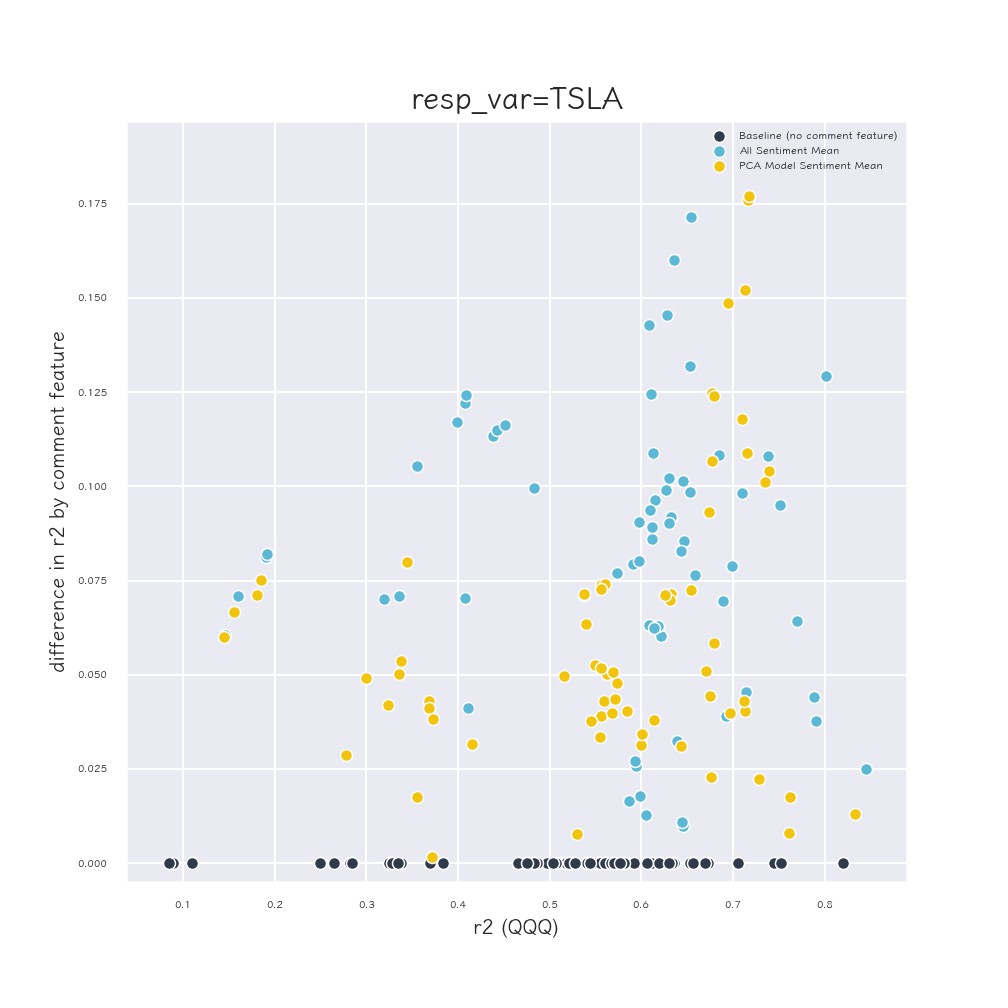 resp_var=TSLA
Baseline (no comment feature)
All Sentiment Mean
PCA Model Sentiment Mean
0.175
0.150
0.125
0.100
0.075
0.050
0.025
0.000
difference in r2 by comment feature
0.1 0.2 0.3 0.4 0.5 0.6 0.7 0.8
r2 (QQQ)